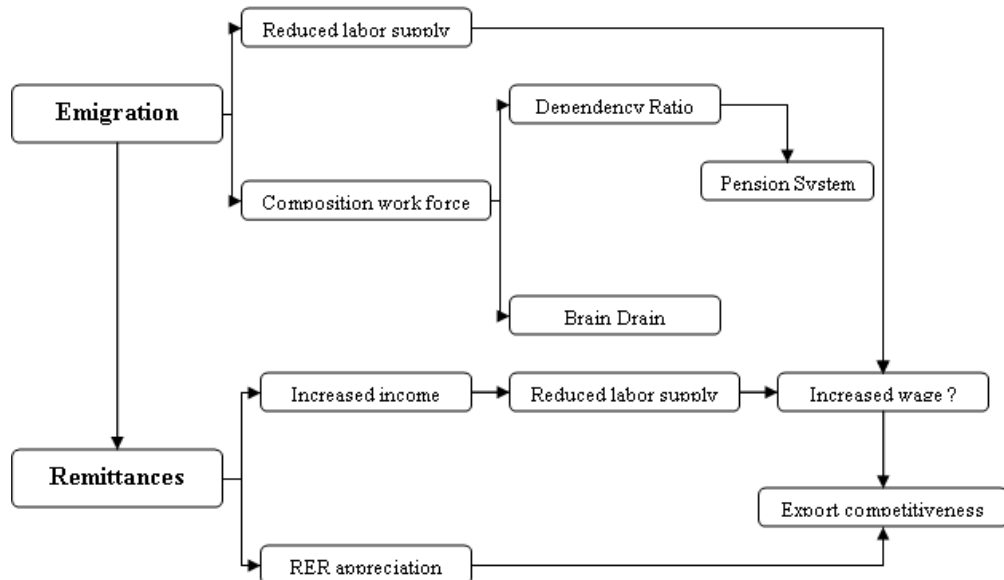 Reduced labor supply
Emigration
Dependency Ratio
Pension System
Composition work force
Brain Drain
Increased income
Reduced labor supply
Increased wage ?
Remittances
Export competitiveness
RER appreciation